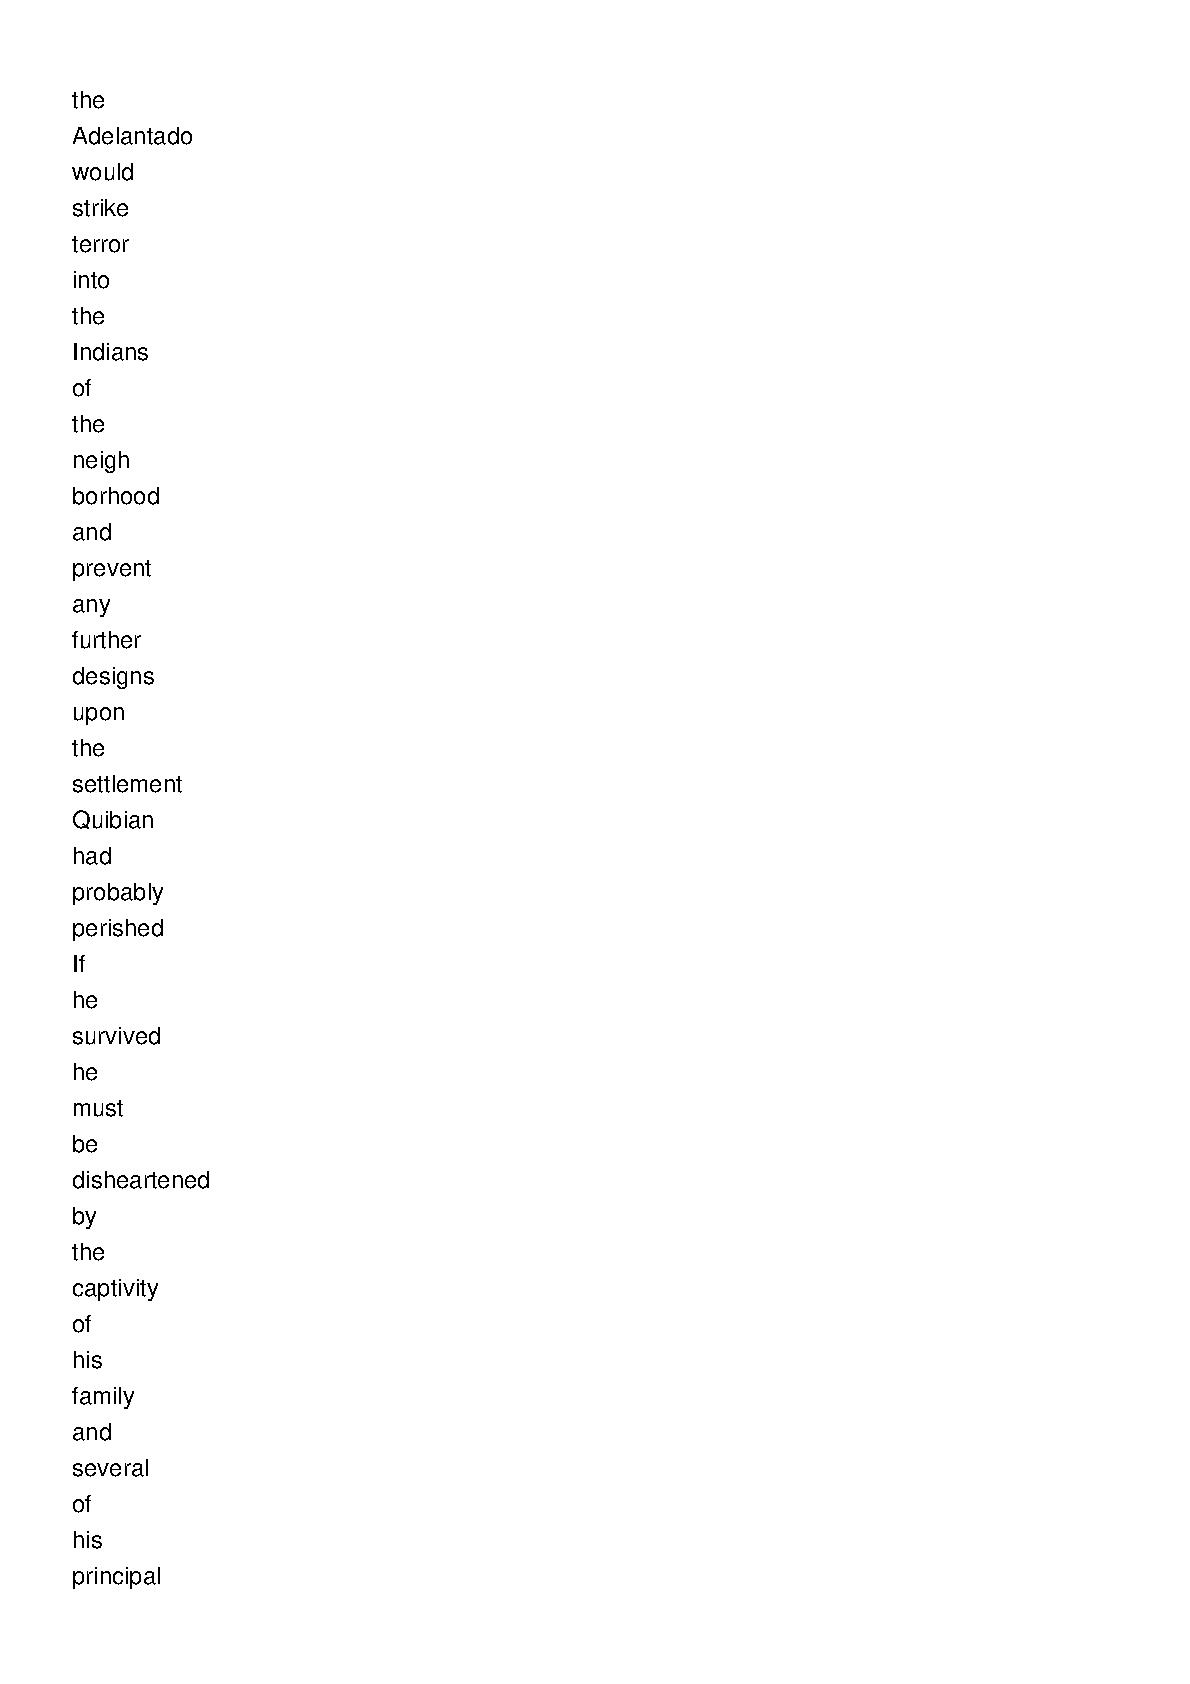 the
Adelantado
would
strike
terror
into
the
Indians
of
the
neigh
borhood
and
prevent
any
further
designs
upon
the
settlement
Quibian
had
probably
perished
If
he
survived
he
must
be
disheartened
by
the
captivity
of
his
family
and
several
of
his
principal